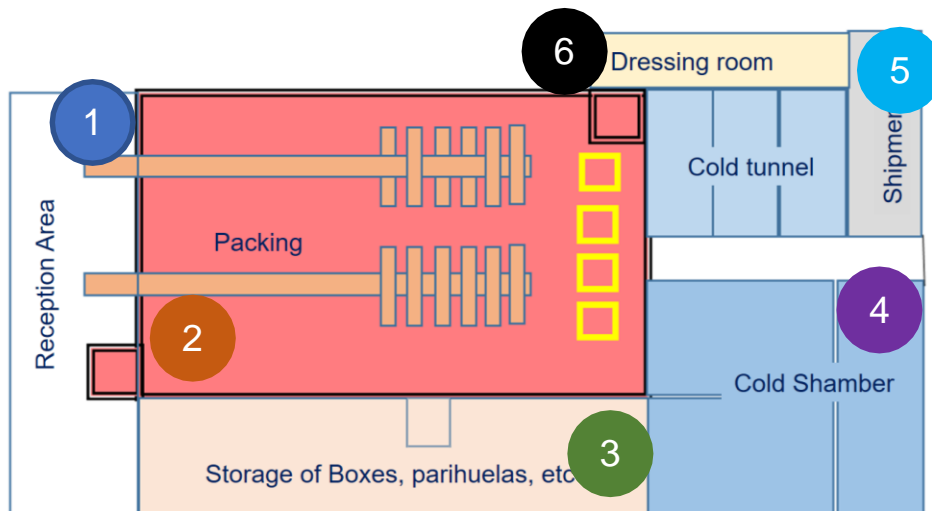 6
Dressing room
5
1
Shipmen
Cold tunnel
Reception Area
Packing
4
2
Cold Shamber
3
Storage of Boxes, parihuelas, etc